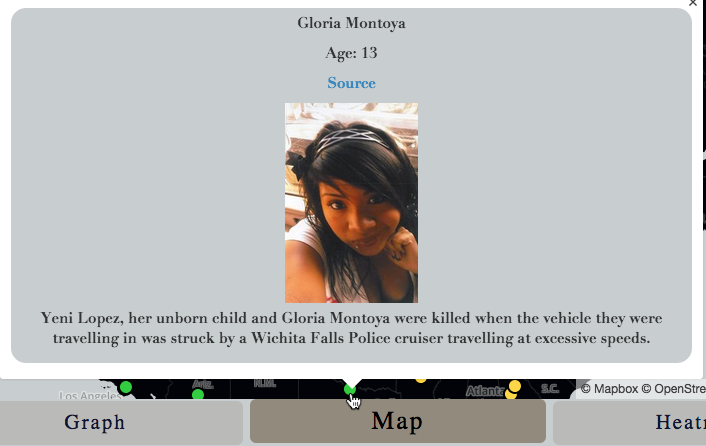 ×
Gloria Montoya
Age: 13
Source
Yeni Lopez, her unborn child and Gloria Montoya were killed when the vehicle they were
travelling in was struck by a Wichita Falls Police cruiser travelling at excessive speeds.
Los Angeles
Ariz.
N.M.
Atlanta
S.C.
© Mapbox © OpenStre
Graph
Map
Heat